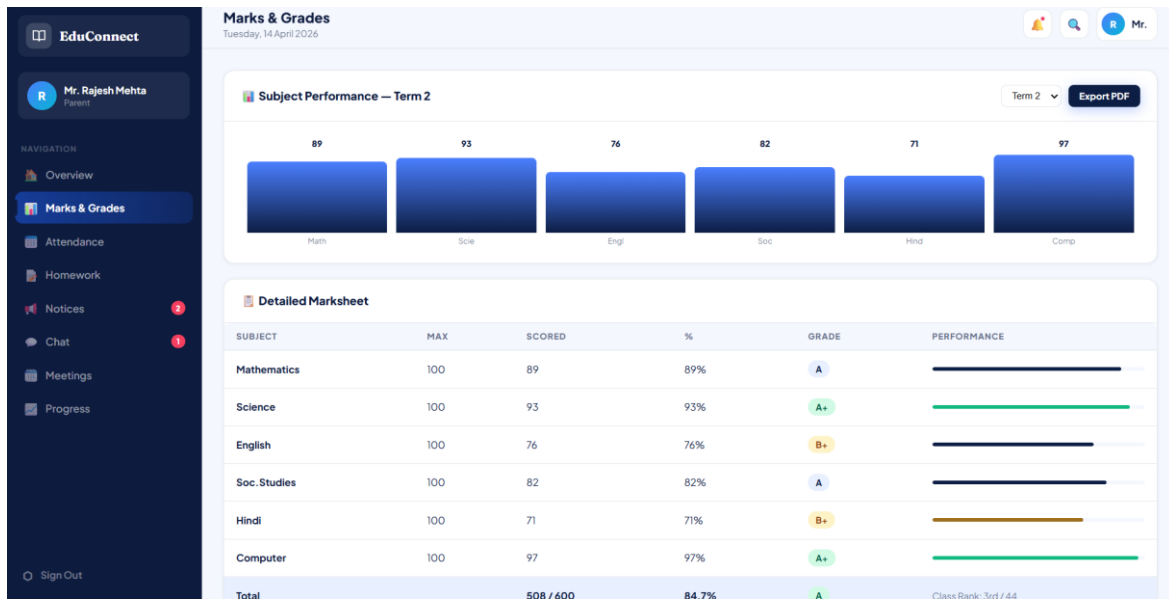 EduConnect
Mr. Rajesh Mehta
Parent
NAVIGATION
Overview
Marks & Grades
Attendance
Homework
Notices 2
Chat 1
Meetings
Progress
Sign Out
Marks & Grades
Tuesday, 14 April 2026
R Mr.
R
Subject Performance — Term 2
Term 2 Export PDF
89 93 76 82 71 97
Math Scie Engl Soc Hind Comp
Detailed Marksheet
SUBJECT MAX SCORED % GRADE PERFORMANCE
Mathematics 100 89 89% A
Science 100 93 93% A+
English 100 76 76% B+
Soc.Studies 100 82 82% A
Hindi 100 71 71% B+
Computer 100 97 97% A+
Total 508 / 600 84.7% A Class Rank: 3rd / 44